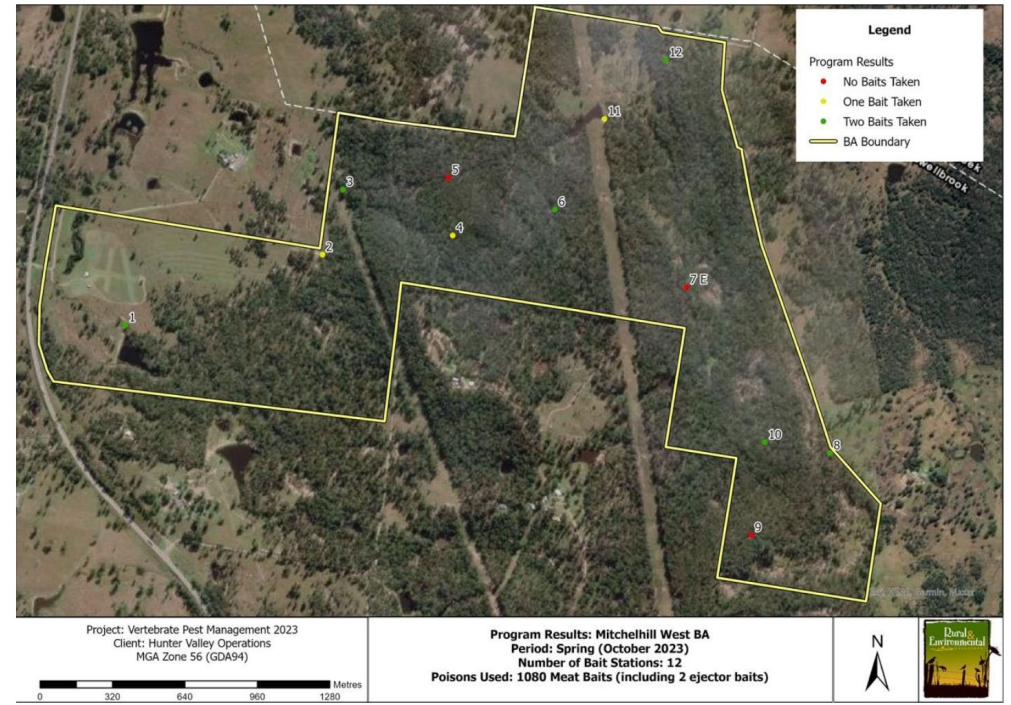 Legend
Program Results
No Baits Taken
One Bait Taken
Two Baits Taken
BA Boundary
12
11
5
3
6
4
2
7 E
1
10
8
9
Project: Vertebrate Pest Management 2023
Client: Hunter Valley Operations
MGA Zone 56 (GDA94)
Metres
0 320 640 960 1280
Program Results: Mitchelhill West BA
Period: Spring (October 2023)
Number of Bait Stations: 12
Poisons Used: 1080 Meat Baits (including 2 ejector baits)
N
Rural &
Environmental